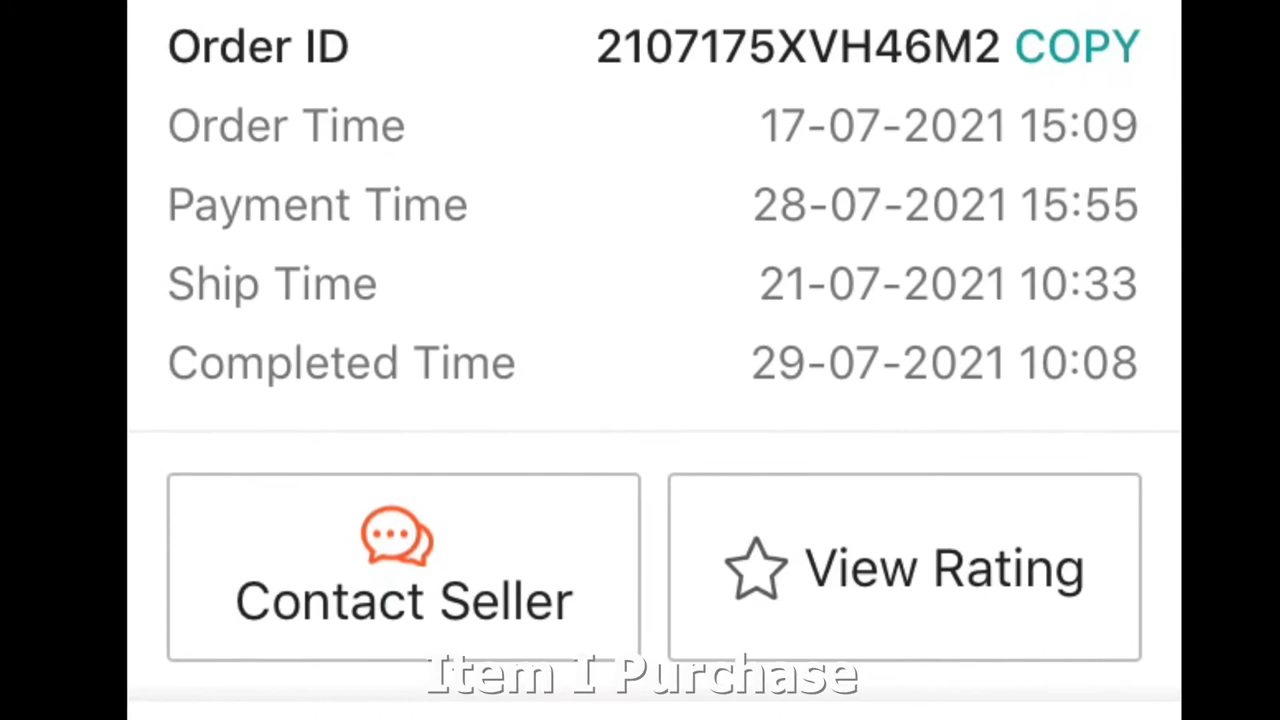 Order ID 2107175XVH46M2 COPY
Order Time 17-07-2021 15:09
Payment Time 28-07-2021 15:55
Ship Time 21-07-2021 10:33
Completed Time 29-07-2021 10:08
Contact Seller
View Rating
Item I Purchase